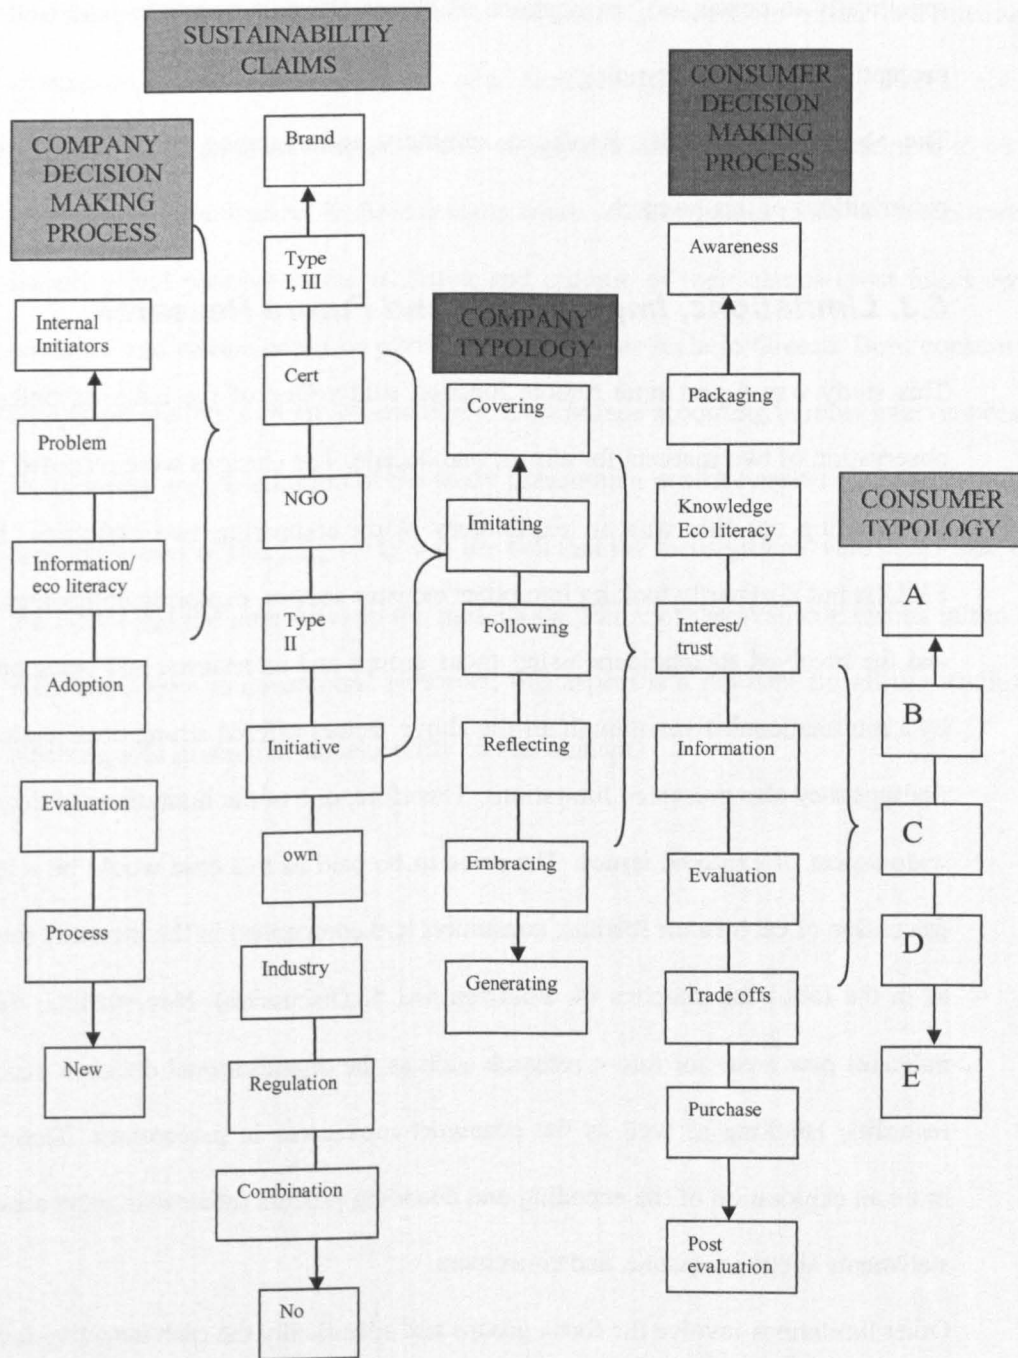 SUSTAINABILITY
CLAIMS
Brand
Type
I, III
Cert
NGO
Type
II
Initiative
own
Industry
Regulation
Combination
No
COMPANY
DECISION
MAKING
PROCESS
Internal
Initiators
Problem
Information/
eco literacy
Adoption
Evaluation
Process
New
COMPANY
TYPOLOGY
Covering
Imitating
Following
Reflecting
Embracing
Generating
CONSUMER
DECISION
MAKING
PROCESS
Awareness
Packaging
Knowledge
Eco literacy
Interest/
trust
Information
Evaluation
Trade offs
Purchase
Post
evaluation
CONSUMER
TYPOLOGY
A
B
C
D
E